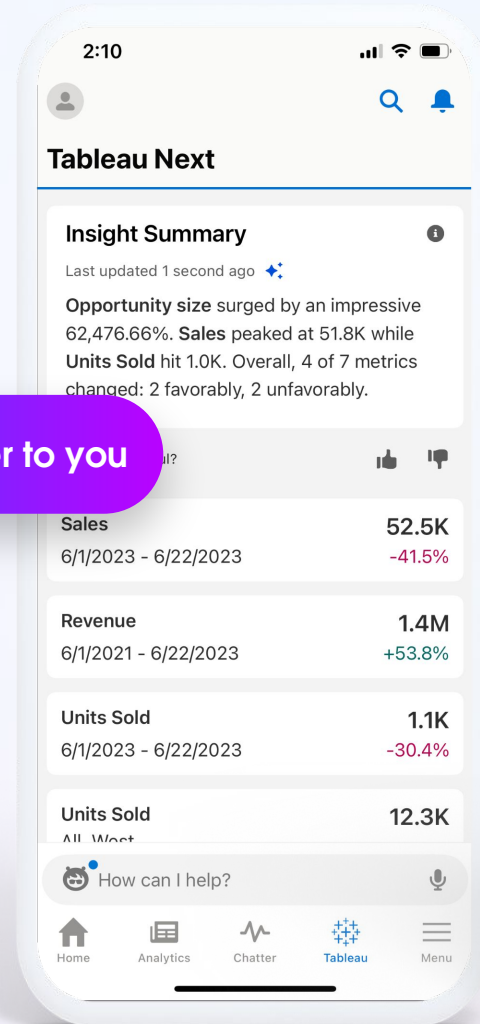 2:10
Tableau Next
Insight Summary
Last updated 1 second ago
Opportunity size surged by an impressive
62,476.66%. Sales peaked at 51.8K while
Units Sold hit 1.0K. Overall, 4 of 7 metrics
changed: 2 favorably, 2 unfavorably.
to you
Sales
52.5K
6/1/2023 - 6/22/2023
-41.5%
Revenue
1.4M
6/1/2021 - 6/22/2023
+53.8%
Units Sold
1.1K
6/1/2023 - 6/22/2023
-30.4%
Units Sold
12.3K
All, West
How can I help?
Home
Analytics
Chatter
Tableau
Menu